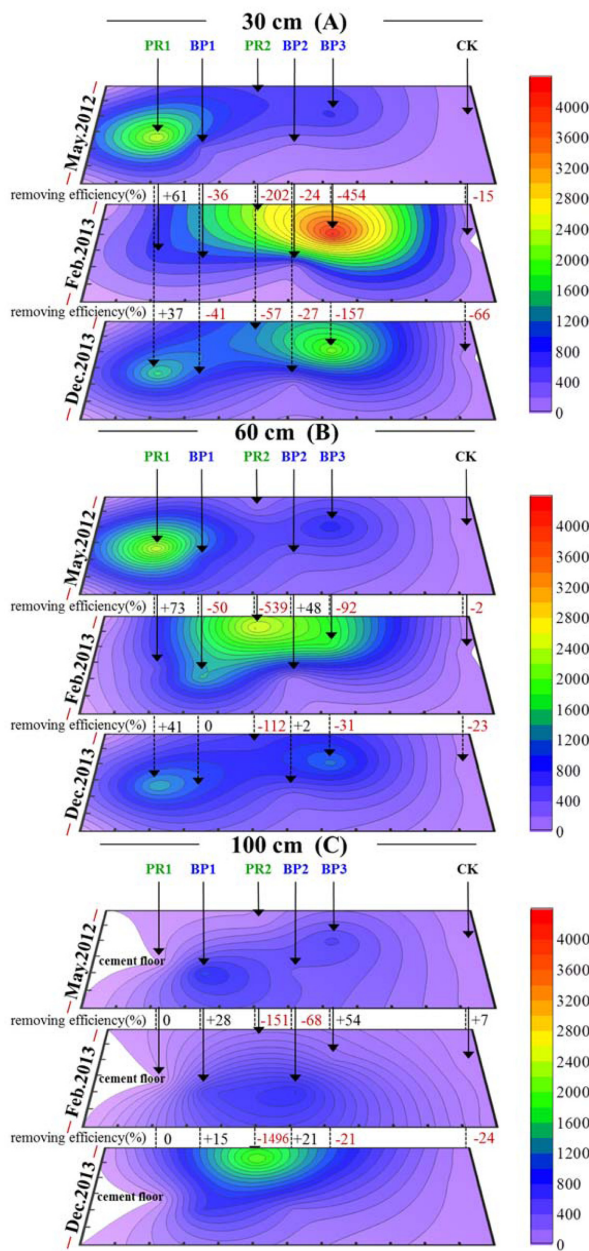 30 cm (A)
PR1 BP1 PR2 BP2 BP3 CK
May.2012
removing efficiency(%) +61 -36 -202 -24 -454 -15
Feb.2013
removing efficiency(%) +37 -41 -57 -27 -157 -66
Dec.2013
4000
3600
3200
2800
2400
2000
1600
1200
800
400
0
60 cm (B)
PR1 BP1 PR2 BP2 BP3 CK
May.2012
removing efficiency(%) +73 -50 -539 +48 -92 -2
Feb.2013
removing efficiency(%) +41 0 -112 +2 -31 -23
Dec.2013
4000
3600
3200
2800
2400
2000
1600
1200
800
400
0
100 cm (C)
PR1 BP1 PR2 BP2 BP3 CK
May.2012
cement floor
removing efficiency(%) 0 +28 -151 -68 +54 +7
Feb.2013
cement floor
removing efficiency(%) 0 +15 -1496 +21 -21 -24
Dec.2013
cement floor
4000
3600
3200
2800
2400
2000
1600
1200
800
400
0